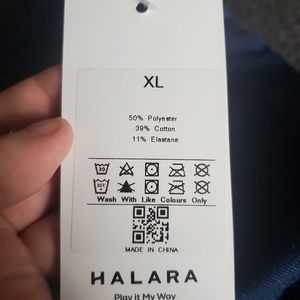 XL
50% Polyester
39% Cotton
11% Elastane
30
Wash With Like Colours Only
MADE IN CHINA
HALARA
Play it My Way